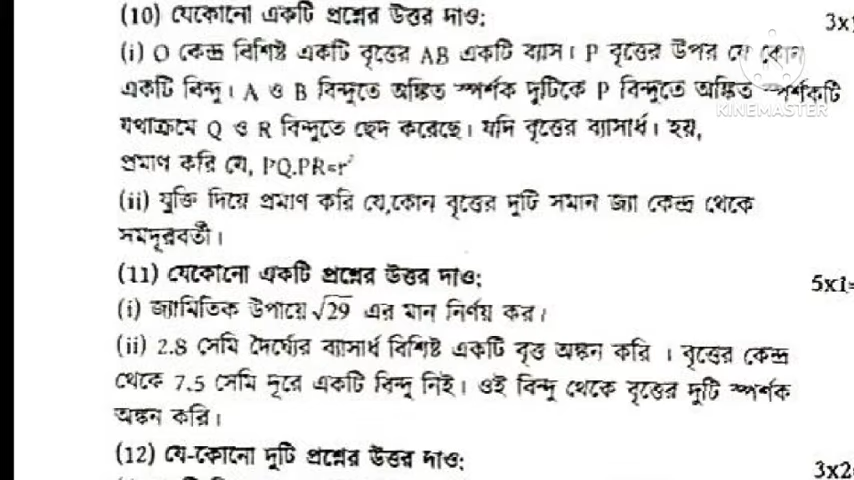 (10) যেকোনো একটি প্রশ্নের উত্তর দাও: 3x
(i) O কেন্দ্র বিশিষ্ট একটি বৃত্তের AB একটি ব্যাস। P বৃত্তের উপর যে কোন
একটি বিন্দু। A ও B বিন্দুতে অঙ্কিত স্পর্শক দুটিকে P বিন্দুতে অঙ্কিত স্পর্শকটি
KINEMASTER
যথাক্রমে Q ও R বিন্দুতে ছেদ করেছে। যদি বৃত্তের ব্যাসার্ধ। হয়,
প্রমাণ করি যে, PQ.PR=r²
(ii) যুক্তি দিয়ে প্রমাণ করি যে,কোন বৃত্তের দুটি সমান জ্যা কেন্দ্র থেকে
সমদূরবর্তী।
(11) যেকোনো একটি প্রশ্নের উত্তর দাও: 5x1=
(i) জ্যামিতিক উপায়ে √29 এর মান নির্ণয় কর।
(ii) 2.8 সেমি দৈর্ঘ্যের ব্যাসার্ধ বিশিষ্ট একটি বৃত্ত অঙ্কন করি । বৃত্তের কেন্দ্র
থেকে 7.5 সেমি দূরে একটি বিন্দু নিই। ওই বিন্দু থেকে বৃত্তের দুটি স্পর্শক
অঙ্কন করি।
(12) যে-কোনো দুটি প্রশ্নের উত্তর দাও: 3x2